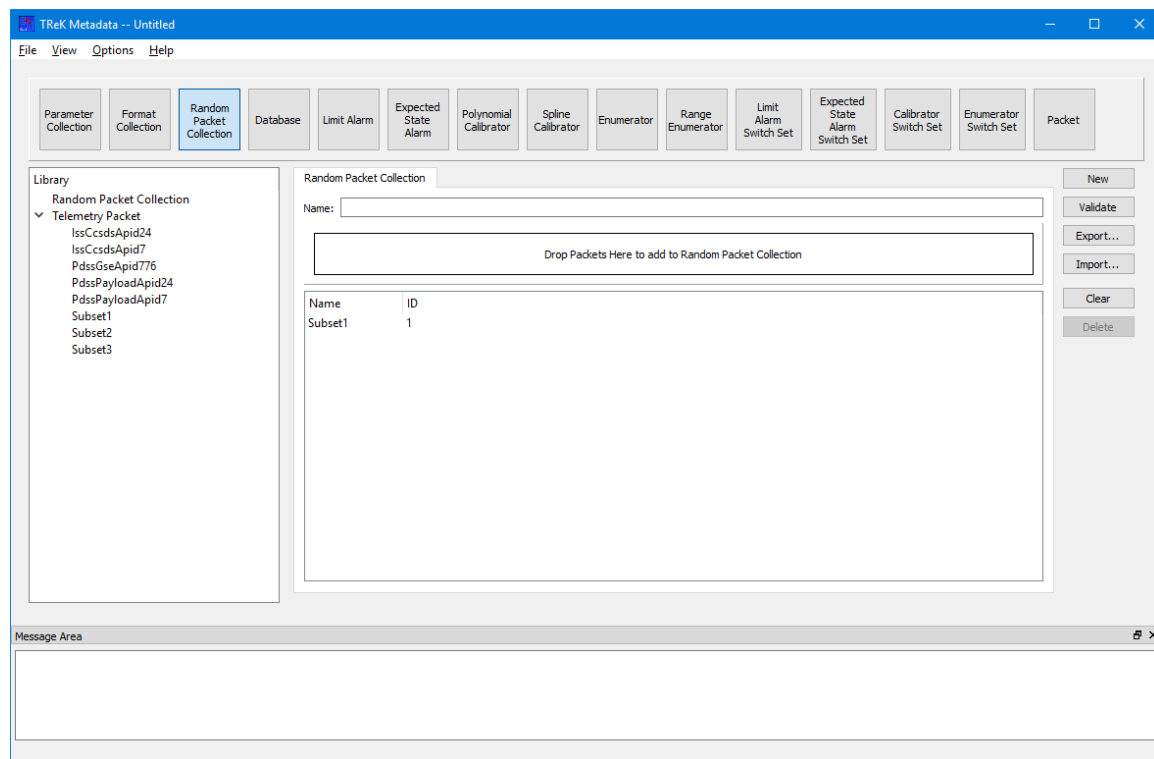 TReK Metadata -- Untitled
File View Options Help
Parameter Collection
Format Collection
Random Packet Collection
Database
Limit Alarm
Expected State Alarm
Polynomial Calibrator
Spline Calibrator
Enumerator
Range Enumerator
Limit Alarm Switch Set
Expected State Alarm Switch Set
Calibrator Switch Set
Enumerator Switch Set
Packet
Library
Random Packet Collection
Telemetry Packet
IssCcsdsApid24
IssCcsdsApid7
PdssGseApid776
PdssPayloadApid24
PdssPayloadApid7
Subset1
Subset2
Subset3
Random Packet Collection
Name:
Drop Packets Here to add to Random Packet Collection
Name ID
Subset1 1
New
Validate
Export...
Import...
Clear
Delete
Message Area